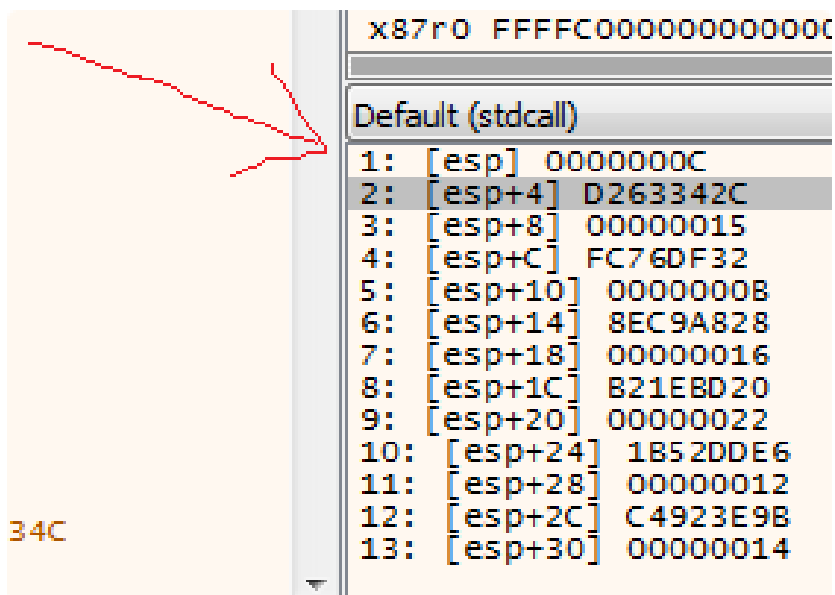 x87r0 FFFFC0000000000000
Default (stdcall)
1: [esp] 0000000C
2: [esp+4] D263342C
3: [esp+8] 00000015
4: [esp+C] FC76DF32
5: [esp+10] 0000000B
6: [esp+14] 8EC9A828
7: [esp+18] 00000016
8: [esp+1C] B21EBD20
9: [esp+20] 00000022
10: [esp+24] 1B52DDE6
11: [esp+28] 00000012
12: [esp+2C] C4923E9B
13: [esp+30] 00000014
34C